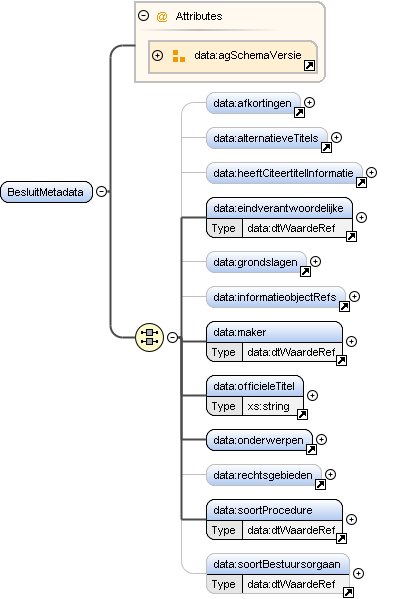 Attributes
data:agSchemaVersie
data:afkortingen
data:alternatieveTitels
data:heeftCiteertitelInformatie
BesluitMetadata
data:eindverantwoordelijke
Type data:dtWaardeRef
data:grondslagen
data:informatieobjectRefs
data:maker
Type data:dtWaardeRef
data:officieleTitel
Type xs:string
data:onderwerpen
data:rechtsgebieden
data:soortProcedure
Type data:dtWaardeRef
data:soortBestuursorgaan
Type data:dtWaardeRef